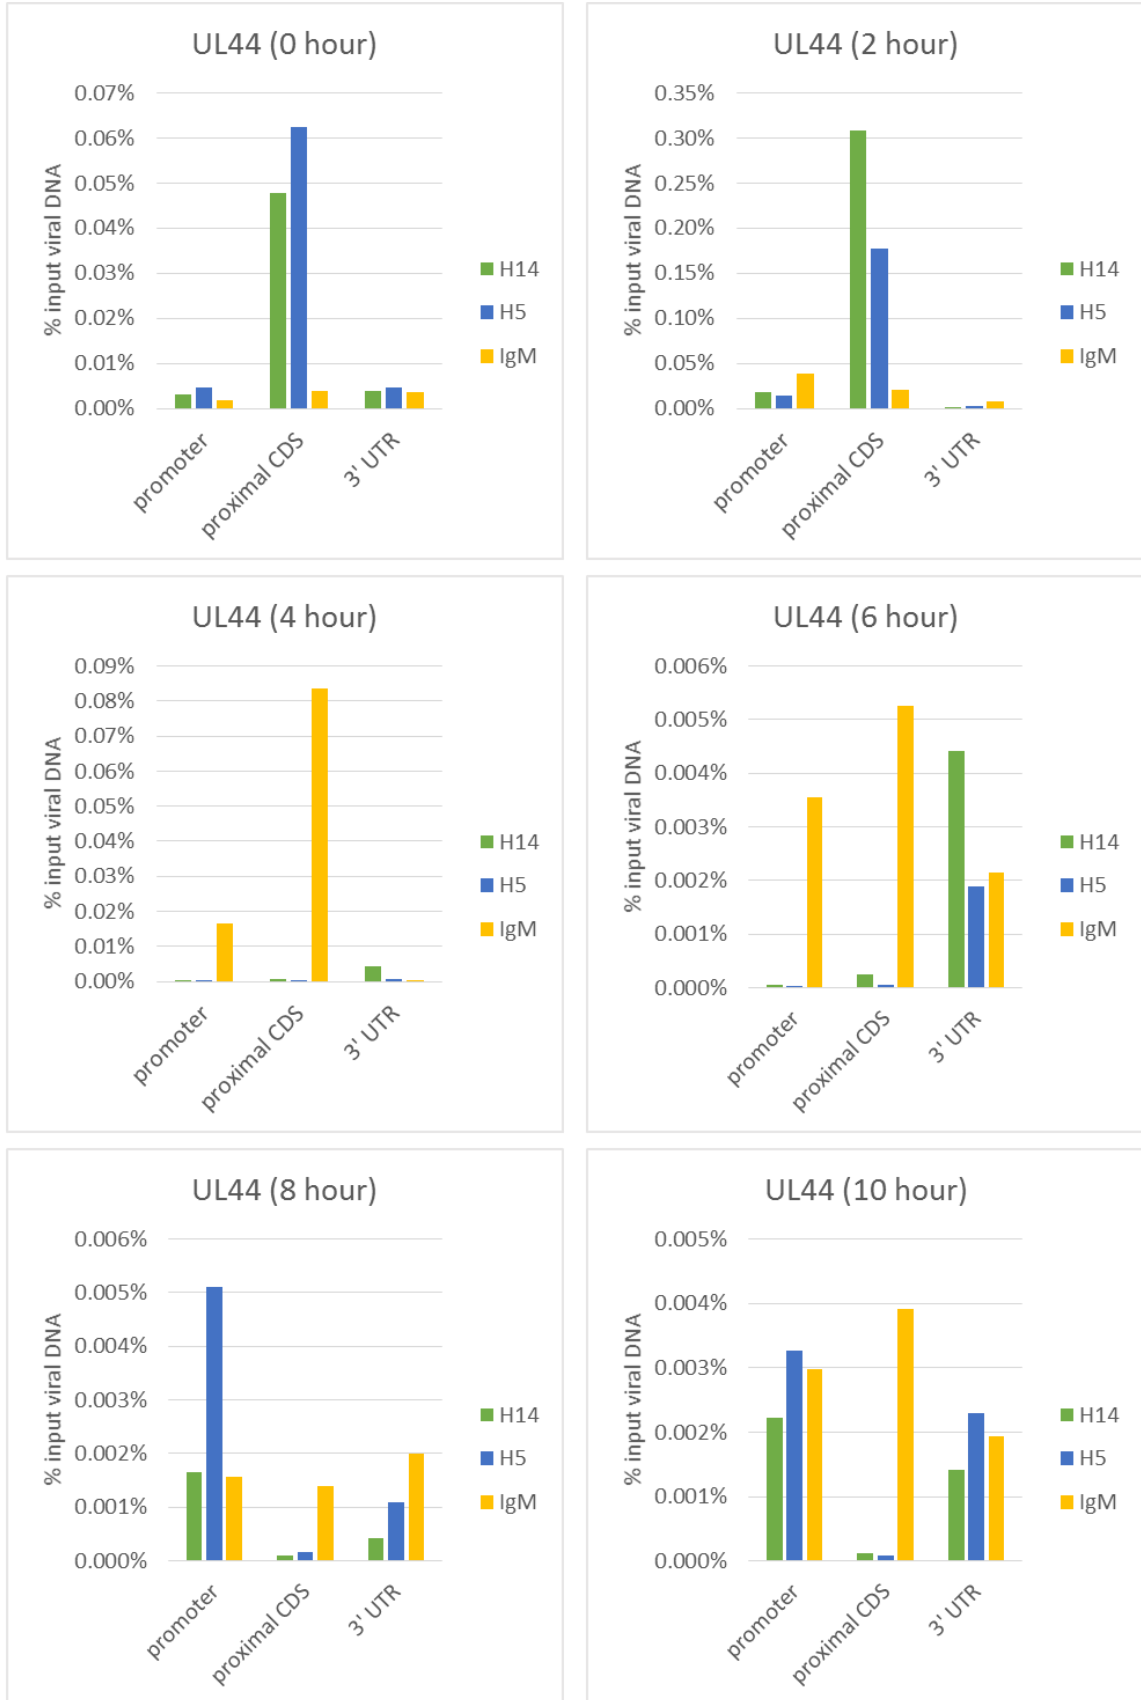 UL44 (0 hour)
% input viral DNA
0.07%
0.06%
0.05%
0.04%
0.03%
0.02%
0.01%
0.00%
promoter
proximal CDS
3' UTR
H14
H5
IgM
UL44 (2 hour)
% input viral DNA
0.35%
0.30%
0.25%
0.20%
0.15%
0.10%
0.05%
0.00%
promoter
proximal CDS
3' UTR
H14
H5
IgM
UL44 (4 hour)
% input viral DNA
0.09%
0.08%
0.07%
0.06%
0.05%
0.04%
0.03%
0.02%
0.01%
0.00%
promoter
proximal CDS
3' UTR
H14
H5
IgM
UL44 (6 hour)
% input viral DNA
0.006%
0.005%
0.004%
0.003%
0.002%
0.001%
0.000%
promoter
proximal CDS
3' UTR
H14
H5
IgM
UL44 (8 hour)
% input viral DNA
0.006%
0.005%
0.004%
0.003%
0.002%
0.001%
0.000%
promoter
proximal CDS
3' UTR
H14
H5
IgM
UL44 (10 hour)
% input viral DNA
0.005%
0.004%
0.003%
0.002%
0.001%
0.000%
promoter
proximal CDS
3' UTR
H14
H5
IgM